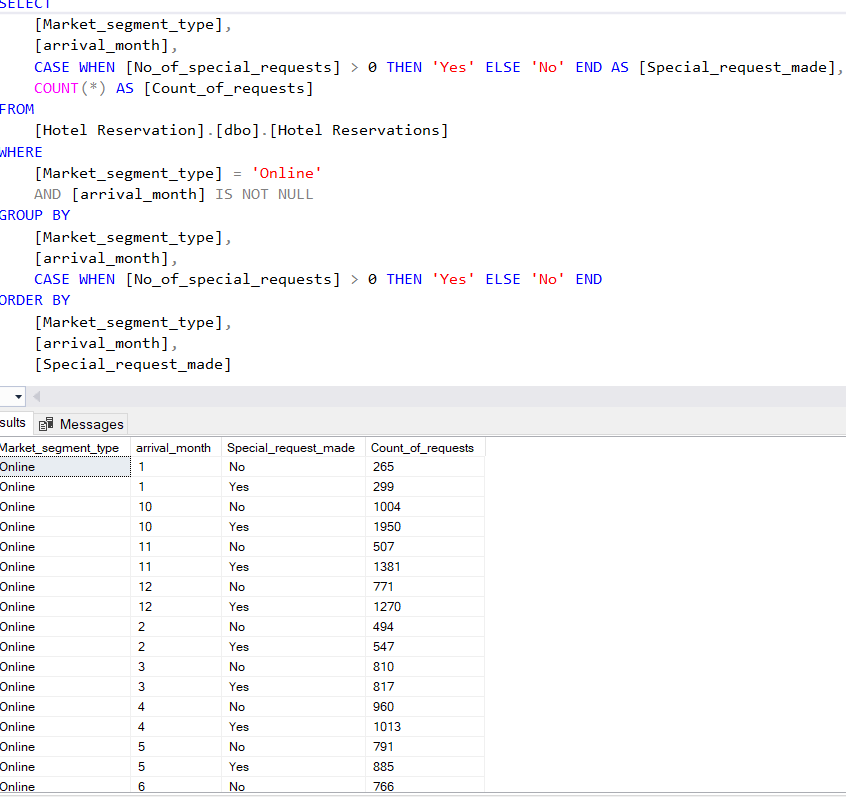 SELECT
[Market_segment_type],
[arrival_month],
CASE WHEN [No_of_special_requests] > 0 THEN 'Yes' ELSE 'No' END AS [Special_request_made],
COUNT(*) AS [Count_of_requests]
FROM
[Hotel Reservation].[dbo].[Hotel Reservations]
WHERE
[Market_segment_type] = 'Online'
AND [arrival_month] IS NOT NULL
GROUP BY
[Market_segment_type],
[arrival_month],
CASE WHEN [No_of_special_requests] > 0 THEN 'Yes' ELSE 'No' END
ORDER BY
[Market_segment_type],
[arrival_month],
[Special_request_made]
sults Messages
Market_segment_type arrival_month Special_request_made Count_of_requests
Online 1 No 265
Online 1 Yes 299
Online 10 No 1004
Online 10 Yes 1950
Online 11 No 507
Online 11 Yes 1381
Online 12 No 771
Online 12 Yes 1270
Online 2 No 494
Online 2 Yes 547
Online 3 No 810
Online 3 Yes 817
Online 4 No 960
Online 4 Yes 1013
Online 5 No 791
Online 5 Yes 885
Online 6 No 766